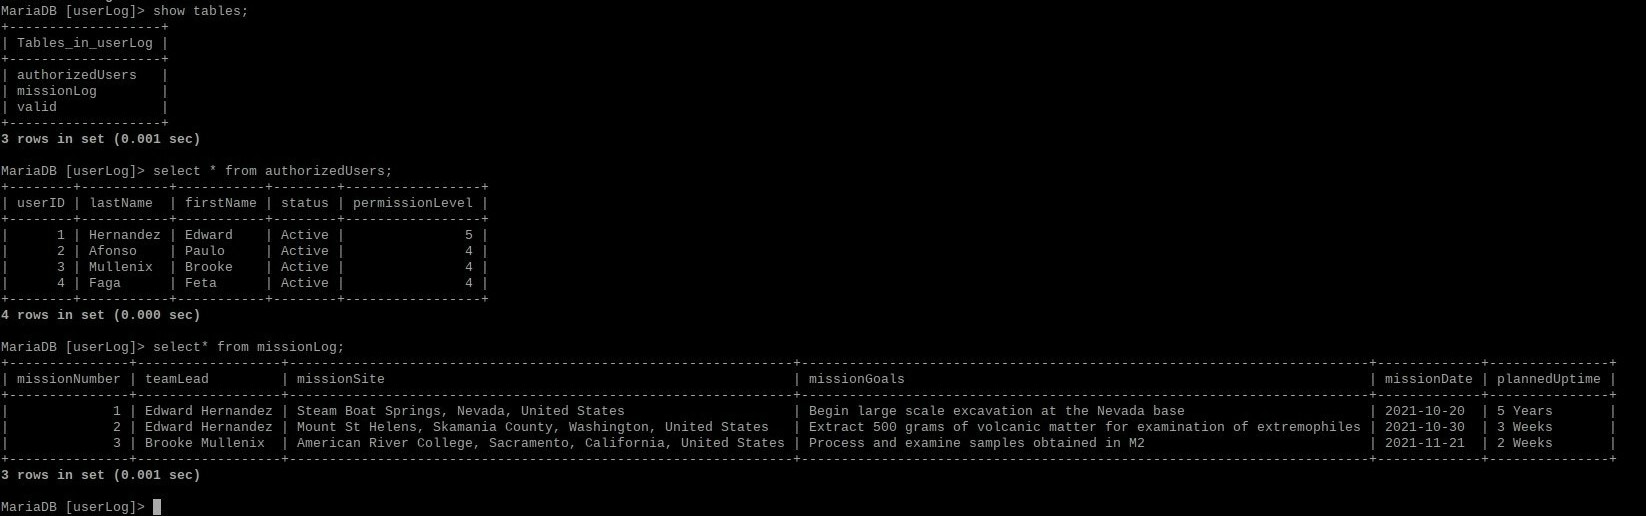 MariaDB [userLog]> show tables;
+-------------------+
| Tables_in_userLog |
+-------------------+
| authorizedUsers   |
| missionLog        |
| valid             |
+-------------------+
3 rows in set (0.001 sec)

MariaDB [userLog]> select * from authorizedUsers;
+--------+-----------+-----------+--------+-----------------+
| userID | lastName  | firstName | status | permissionLevel |
+--------+-----------+-----------+--------+-----------------+
|      1 | Hernandez | Edward    | Active |               5 |
|      2 | Afonso    | Paulo     | Active |               4 |
|      3 | Mullenix  | Brooke    | Active |               4 |
|      4 | Faga      | Feta      | Active |               4 |
+--------+-----------+-----------+--------+-----------------+
4 rows in set (0.000 sec)

MariaDB [userLog]> select* from missionLog;
+---------------+------------------+---------------------------------------------------------------+-----------------------------------------------------------------------+-------------+---------------+
| missionNumber | teamLead         | missionSite                                                   | missionGoals                                                          | missionDate | plannedUptime |
+---------------+------------------+---------------------------------------------------------------+-----------------------------------------------------------------------+-------------+---------------+
|             1 | Edward Hernandez | Steam Boat Springs, Nevada, United States                     | Begin large scale excavation at the Nevada base                       | 2021-10-20  | 5 Years       |
|             2 | Edward Hernandez | Mount St Helens, Skamania County, Washington, United States   | Extract 500 grams of volcanic matter for examination of extremophiles | 2021-10-30  | 3 Weeks       |
|             3 | Brooke Mullenix  | American River College, Sacramento, California, United States | Process and examine samples obtained in M2                            | 2021-11-21  | 2 Weeks       |
+---------------+------------------+---------------------------------------------------------------+-----------------------------------------------------------------------+-------------+---------------+
3 rows in set (0.001 sec)

MariaDB [userLog]>